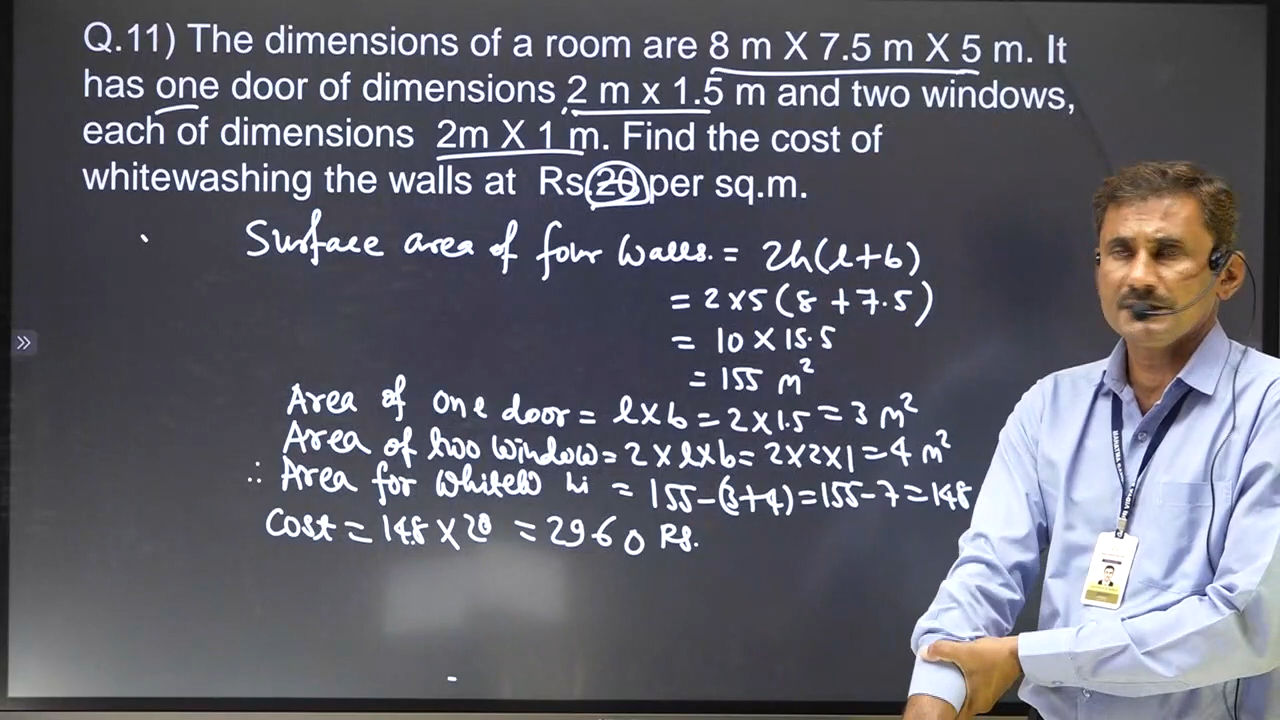 Q.11) The dimensions of a room are 8 m X 7.5 m X 5 m. It
has one door of dimensions 2 m x 1.5 m and two windows,
each of dimensions 2m X 1 m. Find the cost of
whitewashing the walls at Rs.20 per sq.m.
Surface area of four walls. = 2h(l+b)
= 2×5(8+7.5)
= 10 × 15.5
= 155 m²
Area of one door = l×b = 2×1.5 = 3 m²
Area of two window = 2×l×b = 2×2×1 = 4 m²
∴ Area for whitew hi = 155-(3+4) = 155-7 = 148
Cost = 148 × 20 = 2960 Rs.